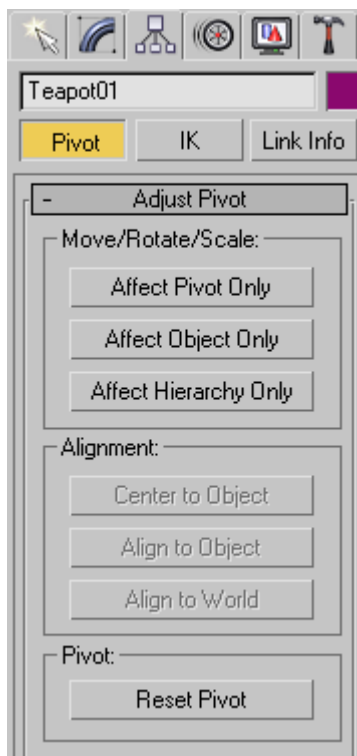 Teapot01
Pivot IK Link Info
- Adjust Pivot
Move/Rotate/Scale:
Affect Pivot Only
Affect Object Only
Affect Hierarchy Only
Alignment:
Center to Object
Align to Object
Align to World
Pivot:
Reset Pivot